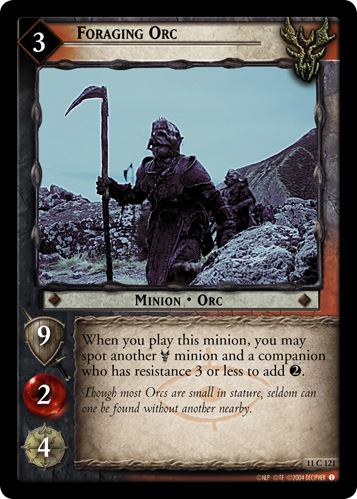 3
Foraging Orc
Minion • Orc
9
2
4
When you play this minion, you may
spot another minion and a companion
who has resistance 3 or less to add 2.
Though most Orcs are small in stature, seldom can
one be found without another nearby.
11 C 121
©NLP ©TE ©2004 DECIPHER